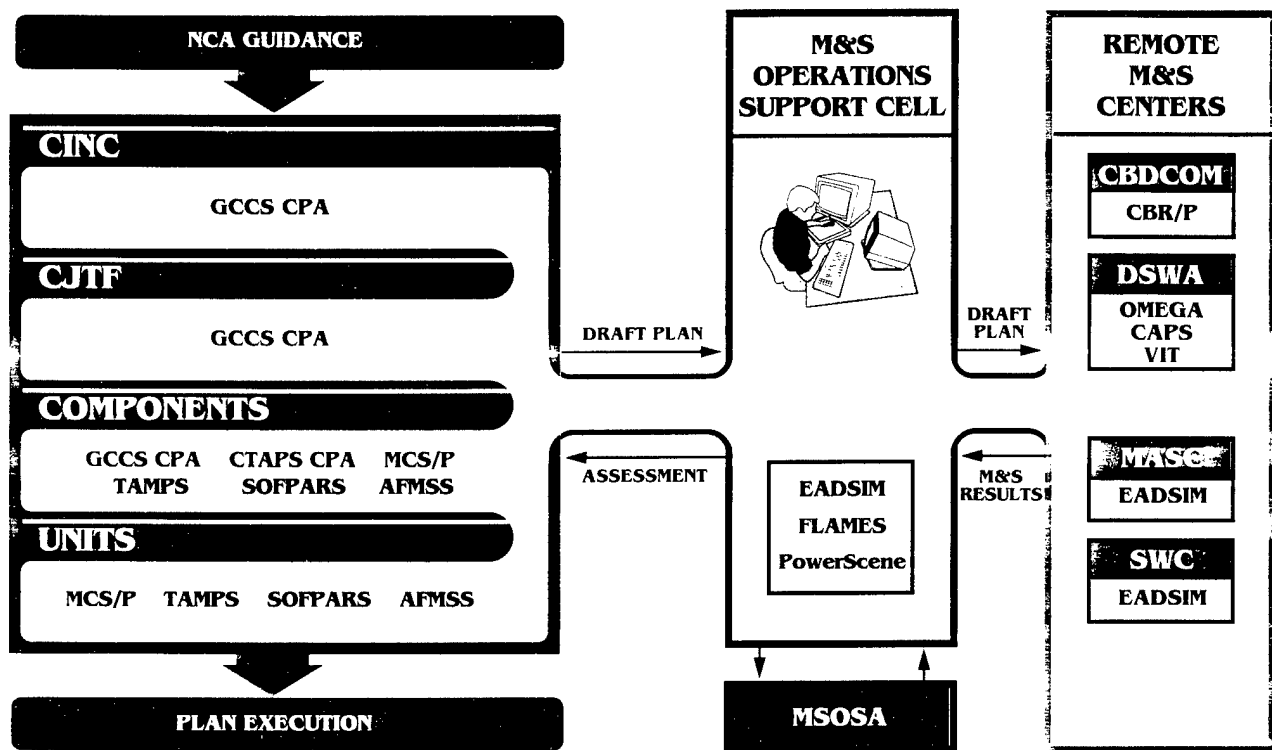 NCA GUIDANCE
CINC
GCCS CPA
CJTF
GCCS CPA
COMPONENTS
GCCS CPA CTAPS CPA MCS/P
TAMPS SOFPARS AFMSS
UNITS
MCS/P TAMPS SOFPARS AFMSS
PLAN EXECUTION
DRAFT PLAN
ASSESSMENT
M&S
OPERATIONS
SUPPORT CELL
EADSIM
FLAMES
PowerScene
MSOSA
DRAFT
PLAN
M&S
RESULTS
REMOTE
M&S
CENTERS
CBDCOM
CBR/P
DSWA
OMEGA
CAPS
VIT
MASC
EADSIM
SWC
EADSIM